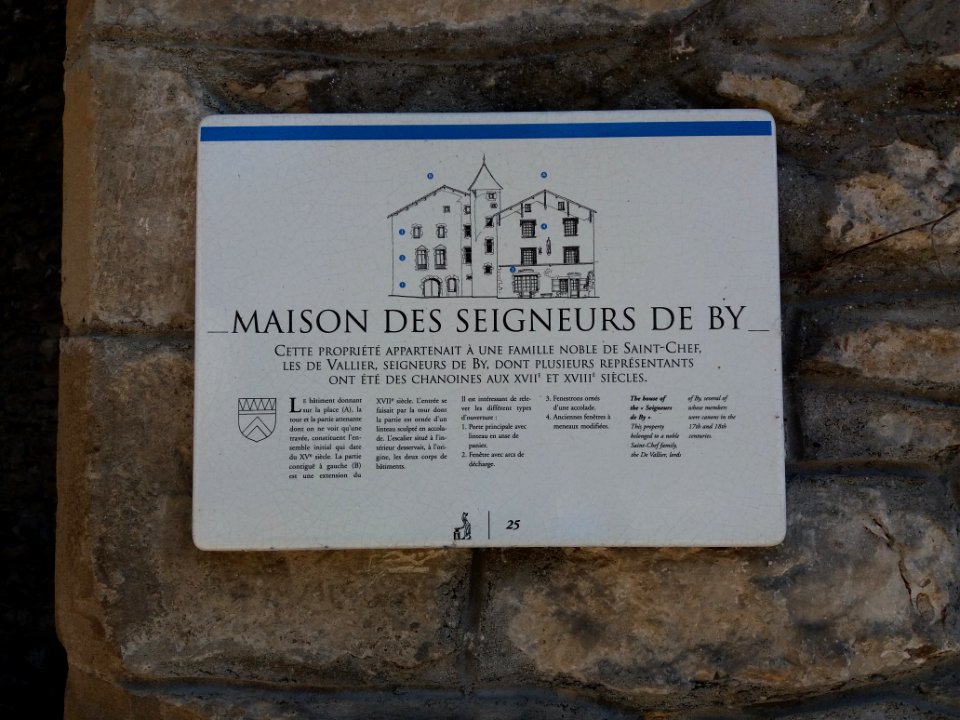 MAISON DES SEIGNEURS DE BY
CETTE PROPRIÉTÉ APPARTENAIT À UNE FAMILLE NOBLE DE SAINT-CHEF,
LES DE VALLIER, SEIGNEURS DE BY, DONT PLUSIEURS REPRÉSENTANTS
ONT ÉTÉ DES CHANOINES AUX XVIIE ET XVIIIE SIÈCLES.
LE bâtiment donnant
sur la place (A), la
tour et la partie attenante
dont on ne voit qu'une
travée, constituent l'en-
semble initial qui date
du XVe siècle. La partie
contiguë à gauche (B)
est une extension du
XVIIe siècle. L'entrée se
faisait par la tour dont
la partie est ornée d'un
linteau sculpté en accola-
de. L'escalier situé à l'in-
térieur desservait, à l'ori-
gine, les deux corps de
bâtiments.
Il est intéressant de rele-
ver les différents types
d'ouverture :
1. Porte principale avec
linteau en anse de
panier.
2. Fenêtre avec arcs de
décharge.
3. Fenestrons ornés
d'une accolade.
4. Anciennes fenêtres à
meneaux modifiées.
The house of
the « Seigneurs
de By »
This property
belonged to a noble
Saint-Chef family,
the De Vallier, lords
of By, several of
whose members
were canons in the
17th and 18th
centuries.
25